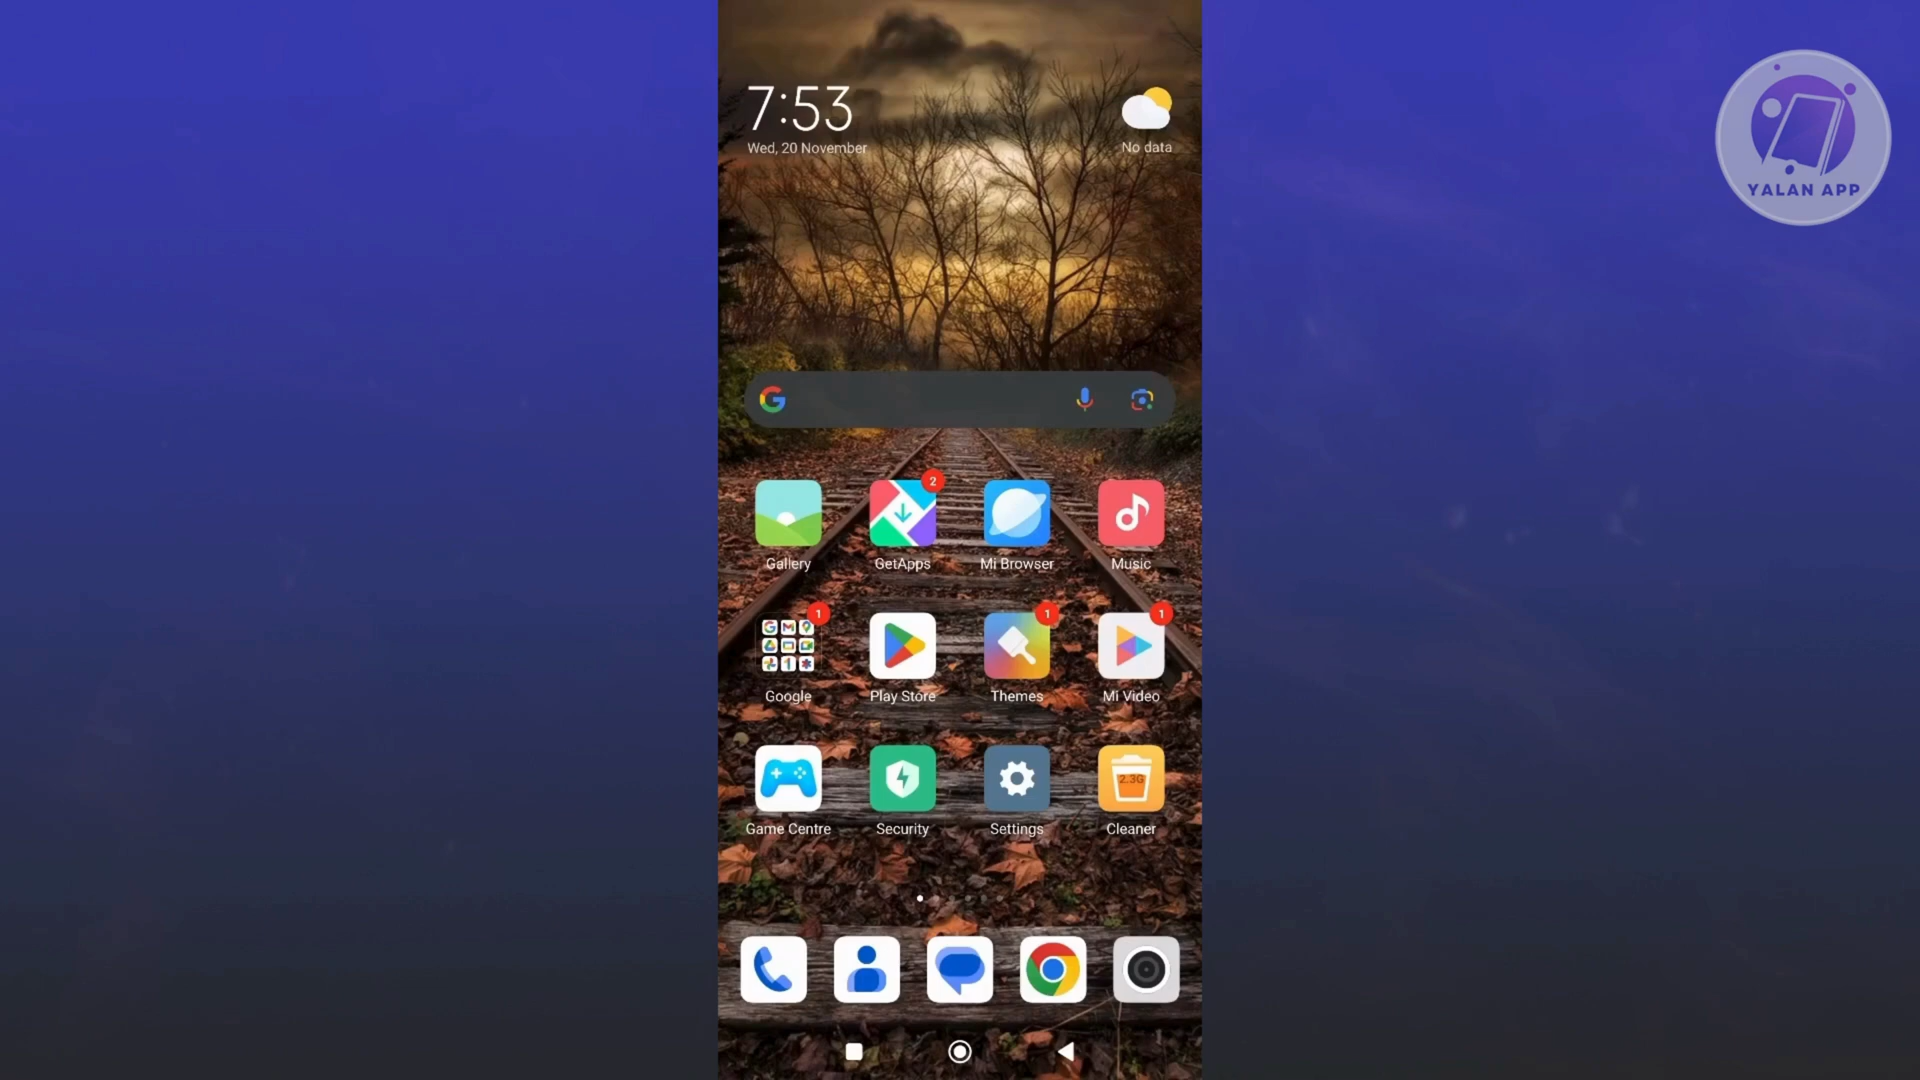 7:53
Wed, 20 November
No data
YALAN APP
2
Gallery
GetApps
Mi Browser
Music
1
1
1
Google
Play Store
Themes
Mi Video
2.3G
Game Centre
Security
Settings
Cleaner